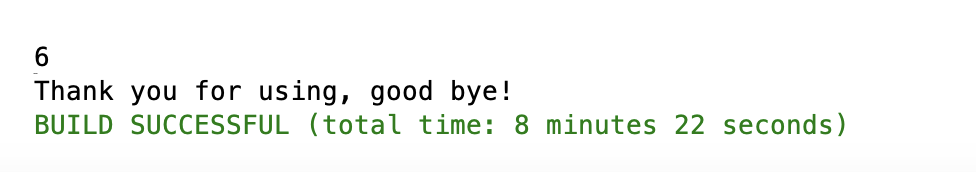 6
Thank you for using, good bye!
BUILD SUCCESSFUL (total time: 8 minutes 22 seconds)